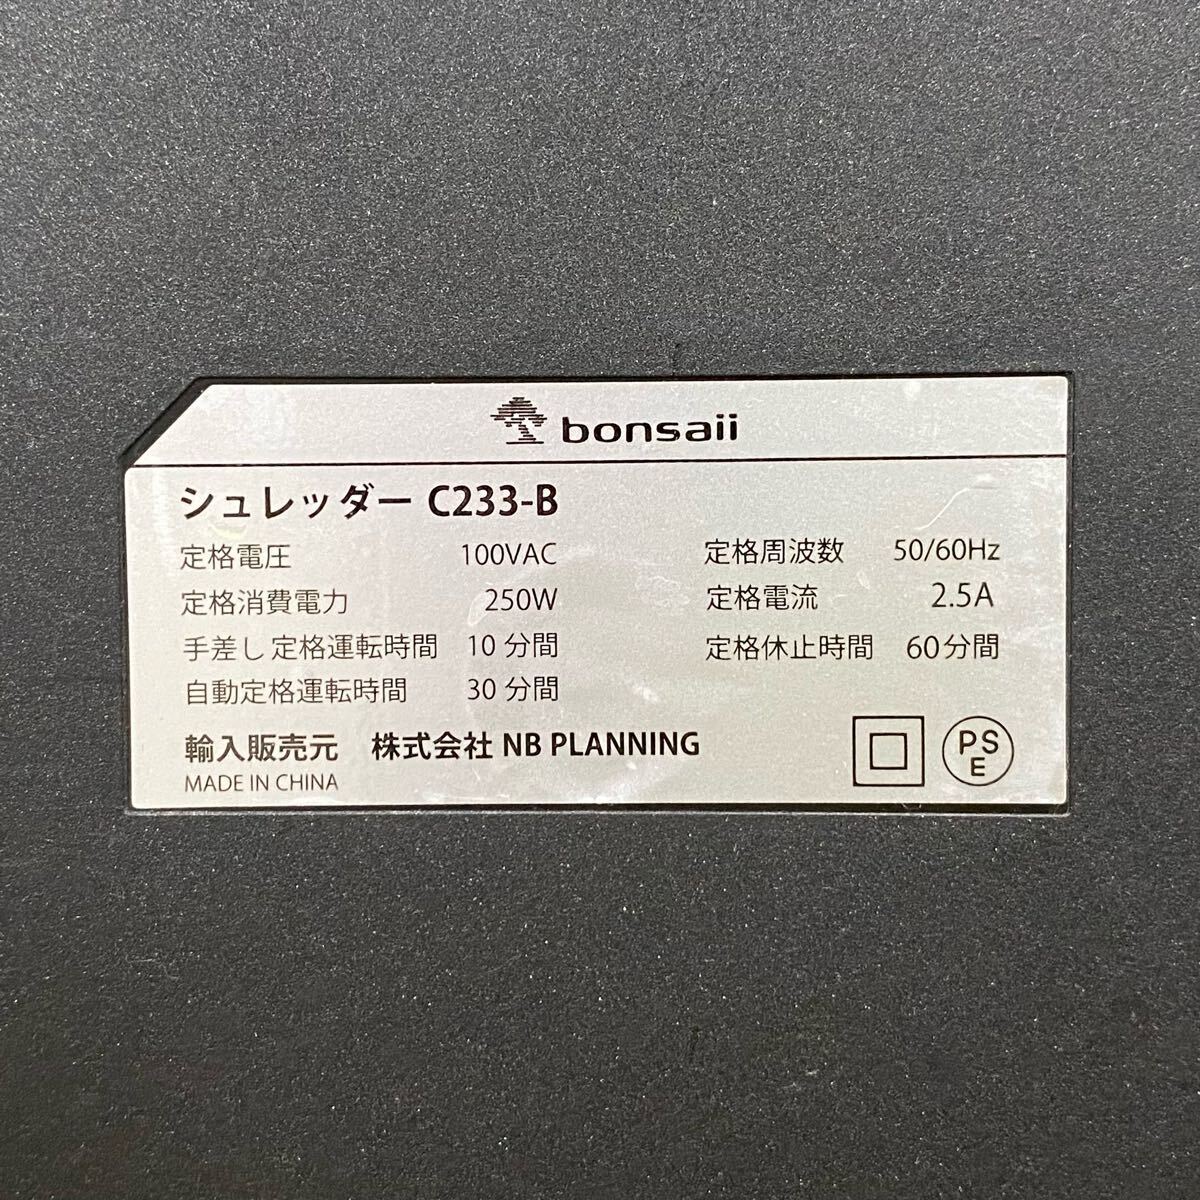 bonsaii
シュレッダー C233-B
定格電圧 100VAC 定格周波数 50/60Hz
定格消費電力 250W 定格電流 2.5A
手差し定格運転時間 10 分間 定格休止時間 60分間
自動定格運転時間 30 分間
輸入販売元 株式会社 NB PLANNING
MADE IN CHINA
PSE